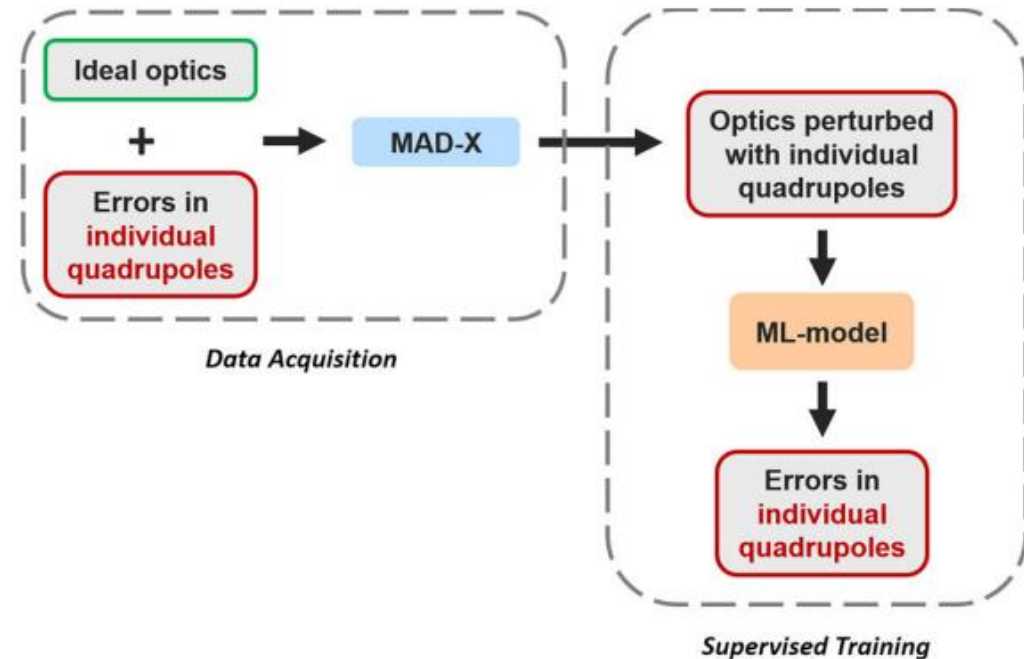 Ideal optics
+
Errors in
individual
quadrupoles
MAD-X
Data Acquisition
Optics perturbed
with individual
quadrupoles
ML-model
Errors in
individual
quadrupoles
Supervised Training